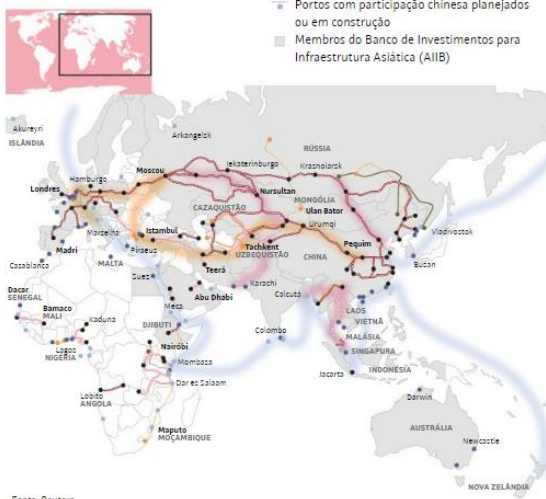 Portos com participação chinesa planejados
ou em construção
Membros do Banco de Investimentos para
Infraestrutura Asiática (AIIB)
Akureyri
ISLÂNDIA
Arkangelsk
RÚSSIA
Moscou
Iekaterinburgo
Krasnoiarsk
Hamburgo
Londres
Nursultan
CAZAQUISTÃO
MONGÓLIA
Ulan Bator
Urumqi
Vladivostok
Marselha
Istambul
Madri
Piraeus
Tachkent
UZBEQUISTÃO
Pequim
Casablanca
MALTA
Teerã
CHINA
Busan
Suez
Karachi
Dacar
SENEGAL
Abu Dhabi
Calcutá
Meca
Bamaco
MALI
Kaduna
LAOS
VIETNÃ
DJIBUTI
Colombo
MALÁSIA
Lagos
NIGÉRIA
Nairóbi
SINGAPURA
Mombasa
Jacarta
INDONÉSIA
Dar es Salaam
Lobito
ANGOLA
Darwin
Maputo
MOÇAMBIQUE
AUSTRÁLIA
Newcastle
NOVA ZELÂNDIA